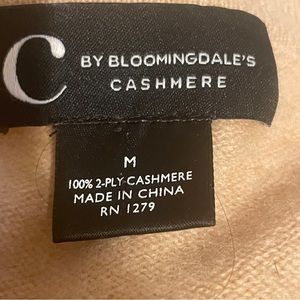 C
BY BLOOMINGDALE'S
CASHMERE
M
100% 2-PLY CASHMERE
MADE IN CHINA
RN 1279